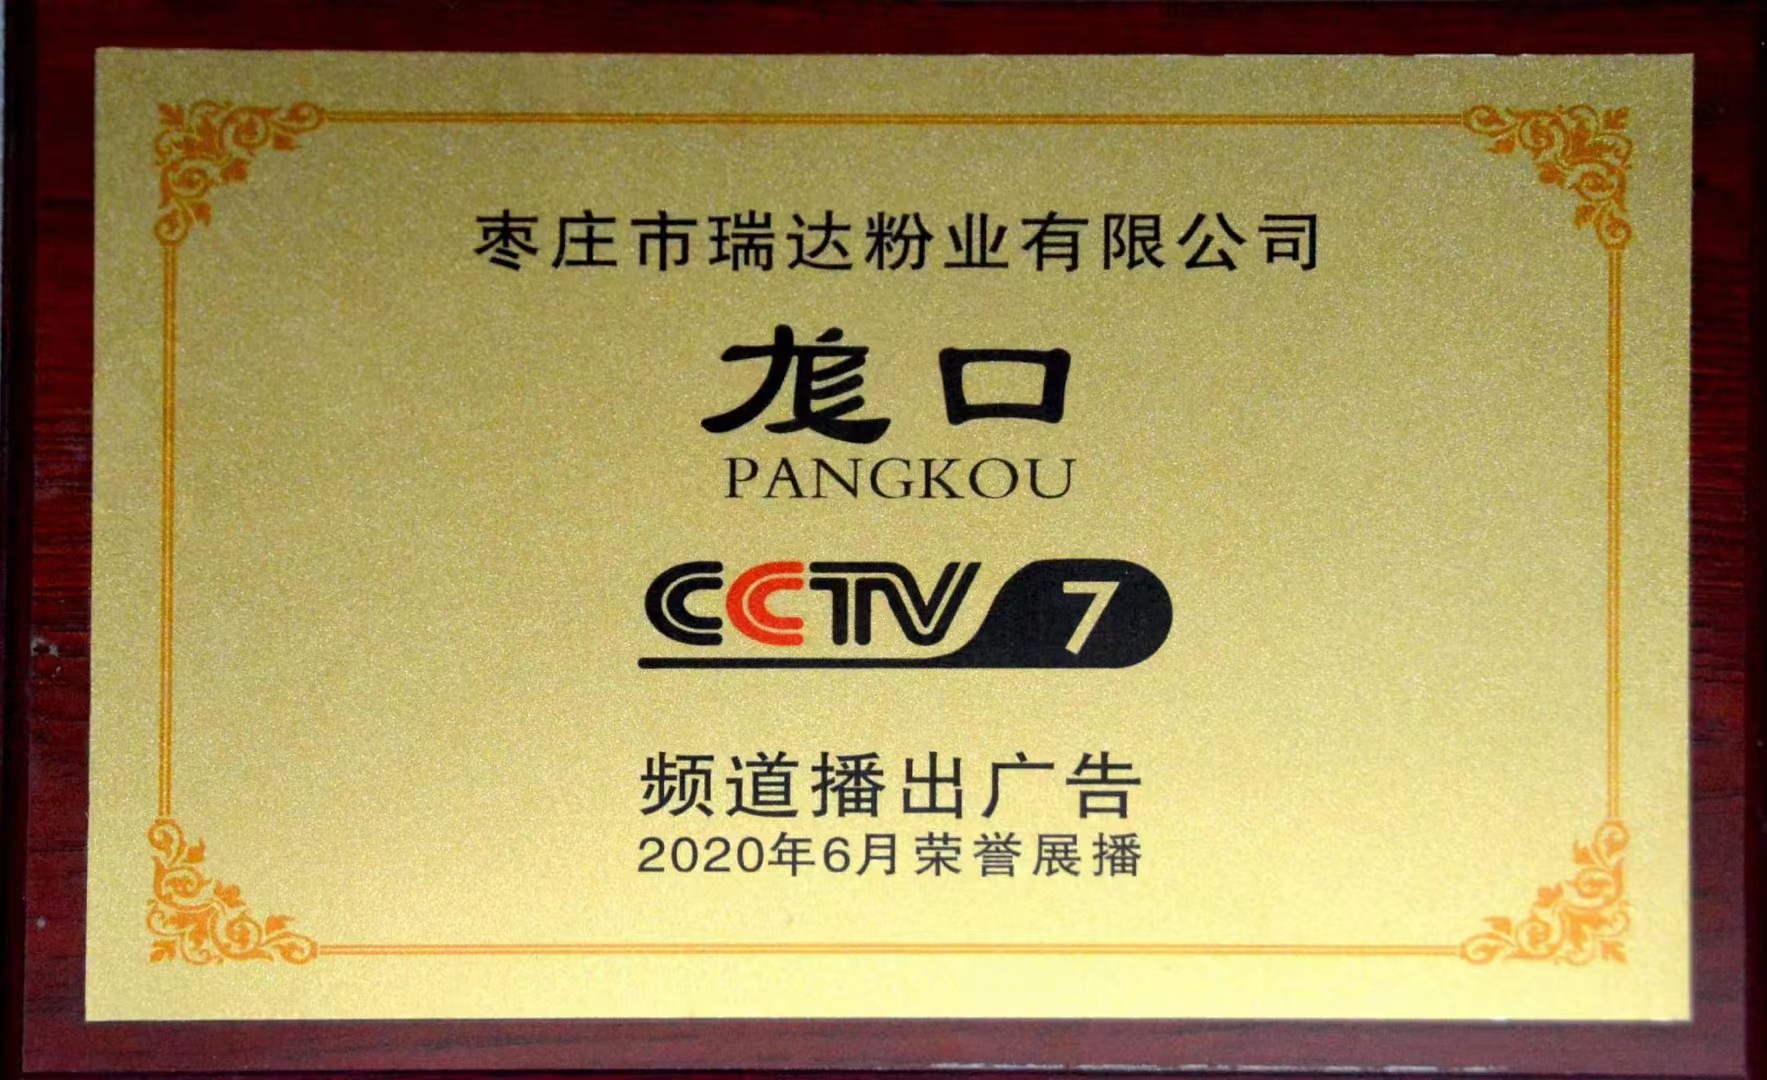 枣庄市瑞达粉业有限公司
尨口
PANGKOU
CCTV 7
频道播出广告
2020年6月荣誉展播